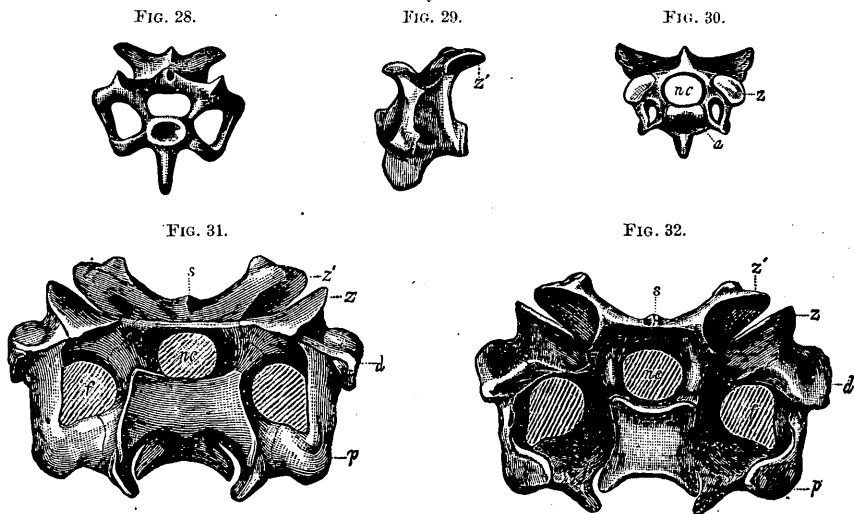 FIG. 28.
FIG. 29.
FIG. 30.
z'
nc
z
a
FIG. 31.
FIG. 32.
s
z'
z
nc
d
f
p
s
z'
z
nc
d
p